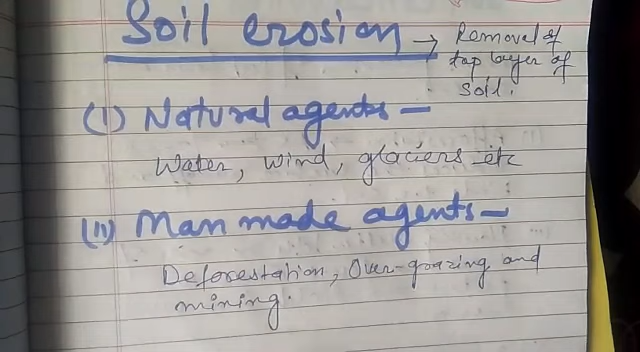 Soil erosion → Removal of
top layer of
soil.
(i) Natural agents –
Water, wind, glaciers etc
(ii) Man made agents –
Deforestation, Over-grazing and
mining.